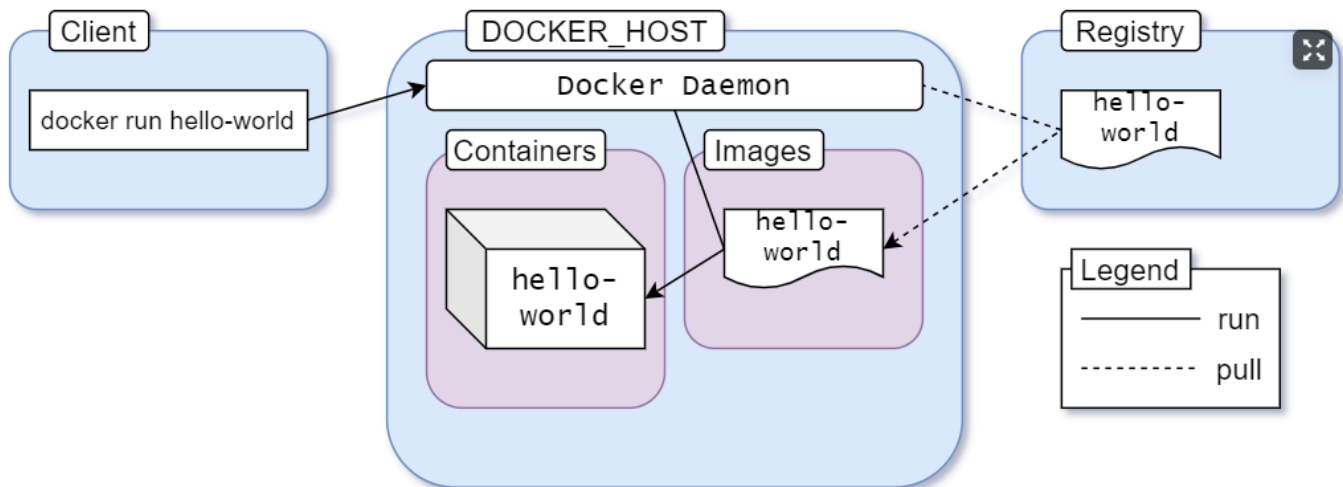 Client
docker run hello-world
DOCKER_HOST
Docker Daemon
Containers
hello-
world
Images
hello-
world
Registry
hello-
world
Legend
run
pull